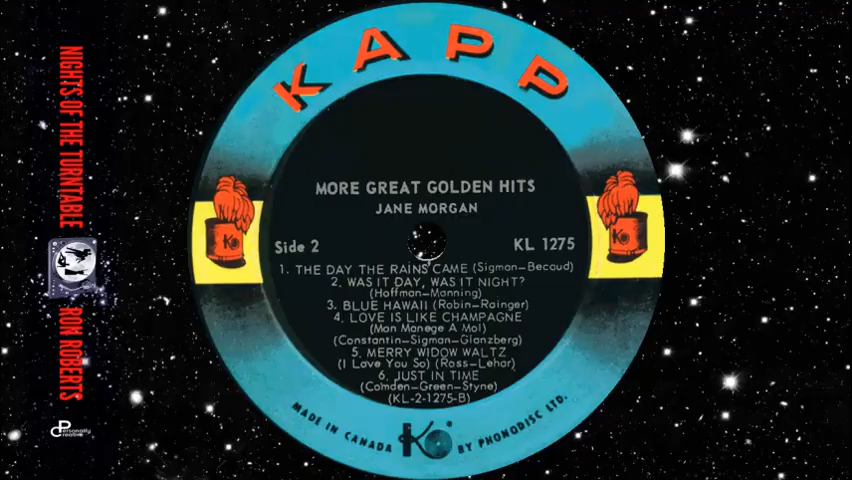 KAPP
MORE GREAT GOLDEN HITS
JANE MORGAN
Side 2
KL 1275
1. THE DAY THE RAINS CAME (Sigman-Becaud)
2. WAS IT DAY, WAS IT NIGHT?
(Hoffman-Manning)
3. BLUE HAWAII (Robin-Rainger)
4. LOVE IS LIKE CHAMPAGNE
(Mon Manege A Moi)
(Constantin-Sigman-Glanzberg)
5. MERRY WIDOW WALTZ
(I Love You So) (Ross-Lehar)
6. JUST IN TIME
(Comden-Green-Styne)
(KL-2-1275-B)
MADE IN CANADA K BY PHONODISC LTD.
NIGHTS OF THE TURNTABLE
RON ROBERTS
Personally
Creative